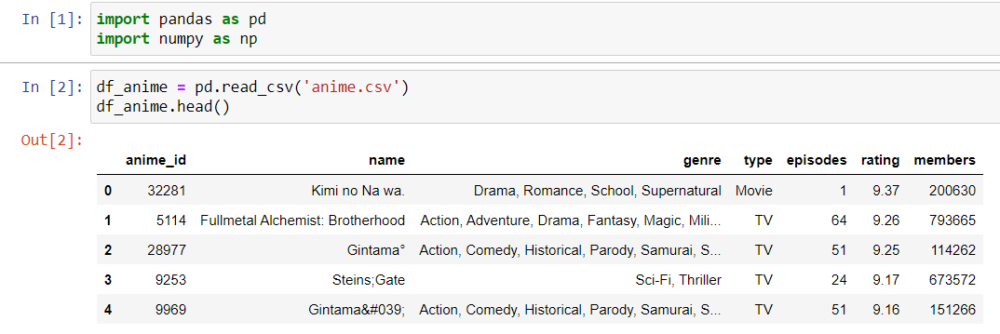 In [1]: import pandas as pd
import numpy as np
In [2]: df_anime = pd.read_csv('anime.csv')
df_anime.head()
Out[2]:
anime_id name genre type episodes rating members
0 32281 Kimi no Na wa. Drama, Romance, School, Supernatural Movie 1 9.37 200630
1 5114 Fullmetal Alchemist: Brotherhood Action, Adventure, Drama, Fantasy, Magic, Mili... TV 64 9.26 793665
2 28977 Gintama° Action, Comedy, Historical, Parody, Samurai, S... TV 51 9.25 114262
3 9253 Steins;Gate Sci-Fi, Thriller TV 24 9.17 673572
4 9969 Gintama&#039; Action, Comedy, Historical, Parody, Samurai, S... TV 51 9.16 151266